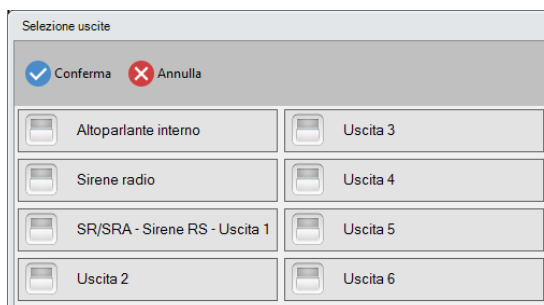 Selezione uscite
Conferma Annulla
Altoparlante interno
Uscita 3
Sirene radio
Uscita 4
SR/SRA - Sirene RS - Uscita 1
Uscita 5
Uscita 2
Uscita 6